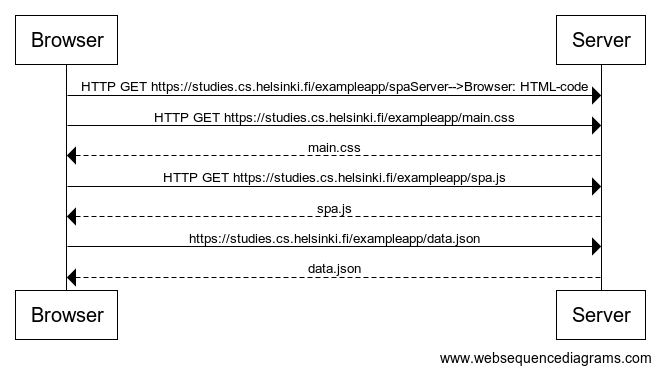 Browser
Server
HTTP GET https://studies.cs.helsinki.fi/exampleapp/spaServer-->Browser: HTML-code
HTTP GET https://studies.cs.helsinki.fi/exampleapp/main.css
main.css
HTTP GET https://studies.cs.helsinki.fi/exampleapp/spa.js
spa.js
https://studies.cs.helsinki.fi/exampleapp/data.json
data.json
Browser
Server
www.websequencediagrams.com